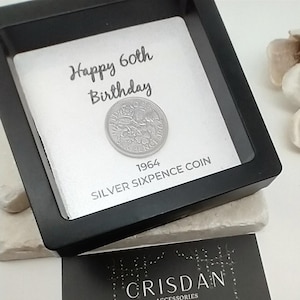 Happy 60th
Birthday
1964
SILVER SIXPENCE COIN
CRISDAN
ACCESSORIES